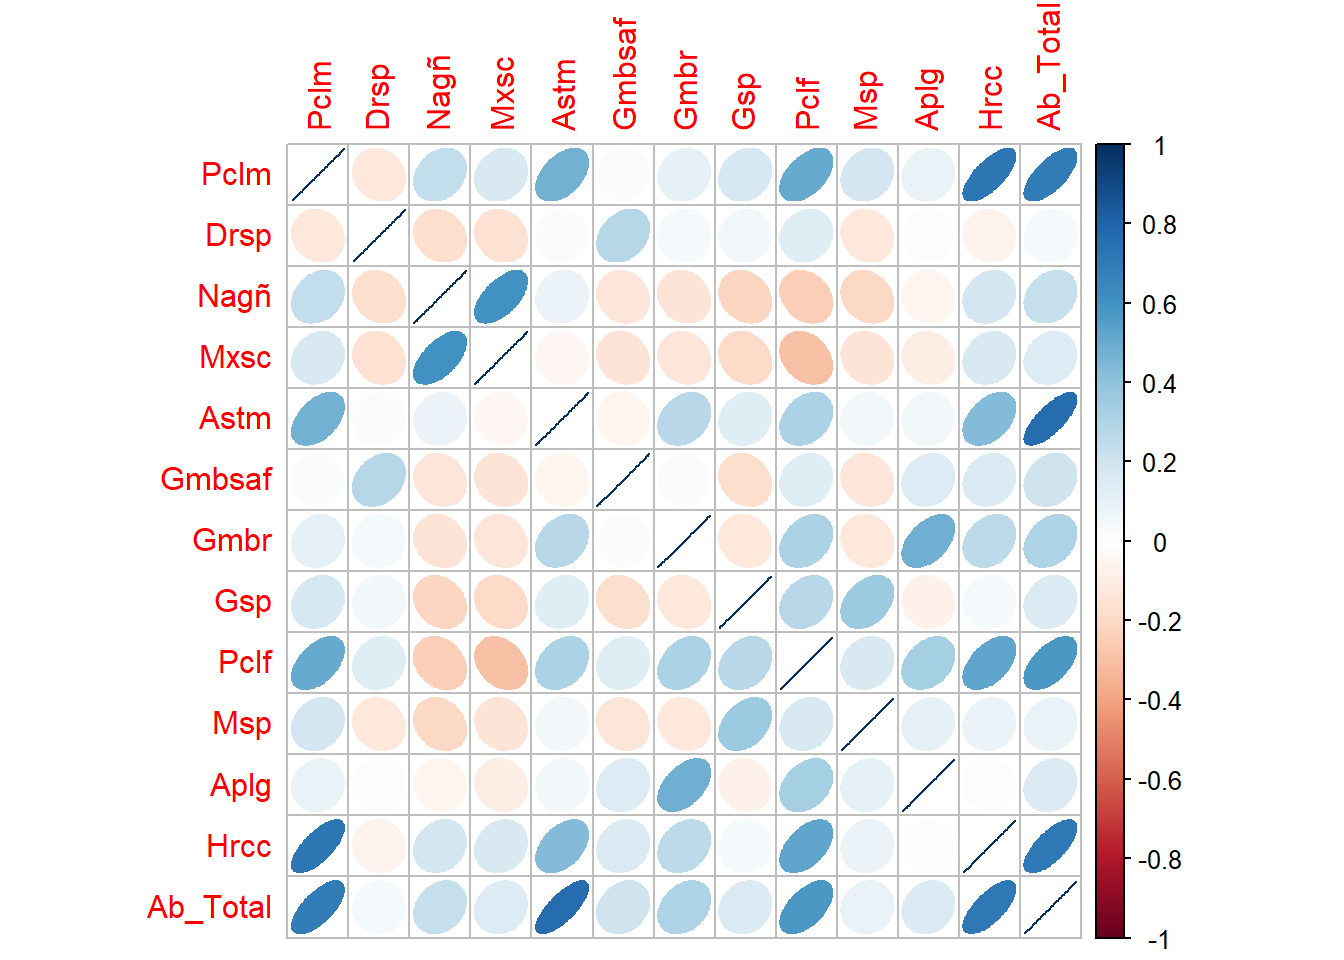 Pclm
Drsp
Nagñ
Mxsc
Astm
Gmbsaf
Gmbr
Gsp
Pclf
Msp
Aplg
Hrcc
Ab_Total
Pclm
Drsp
Nagñ
Mxsc
Astm
Gmbsaf
Gmbr
Gsp
Pclf
Msp
Aplg
Hrcc
Ab_Total
1
0.8
0.6
0.4
0.2
0
-0.2
-0.4
-0.6
-0.8
-1